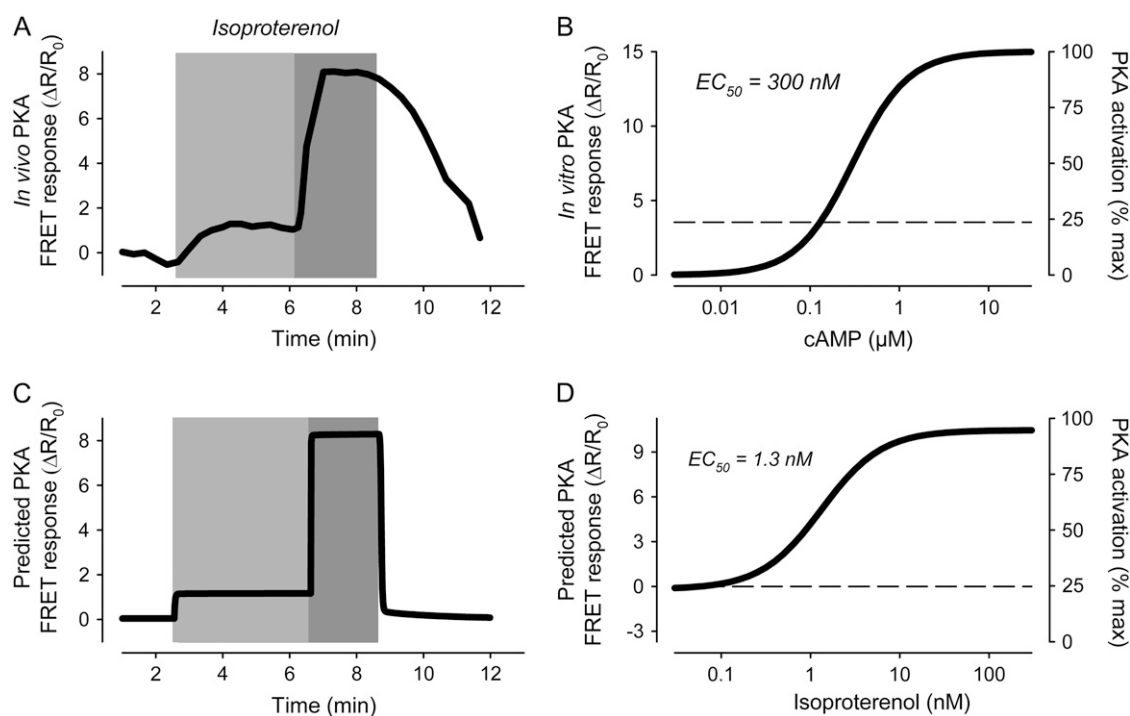 A
Isoproterenol
In vivo PKA
FRET response (ΔR/R0)
8
6
4
2
0
2 4 6 8 10 12
Time (min)
B
In vitro PKA
FRET response (ΔR/R0)
15
10
5
0
EC50 = 300 nM
100
75
50
25
0
PKA activation (% max)
0.01 0.1 1 10
cAMP (µM)
C
Predicted PKA
FRET response (ΔR/R0)
8
6
4
2
0
2 4 6 8 10 12
Time (min)
D
Predicted PKA
FRET response (ΔR/R0)
9
6
3
0
-3
EC50 = 1.3 nM
100
75
50
25
0
PKA activation (% max)
0.1 1 10 100
Isoproterenol (nM)